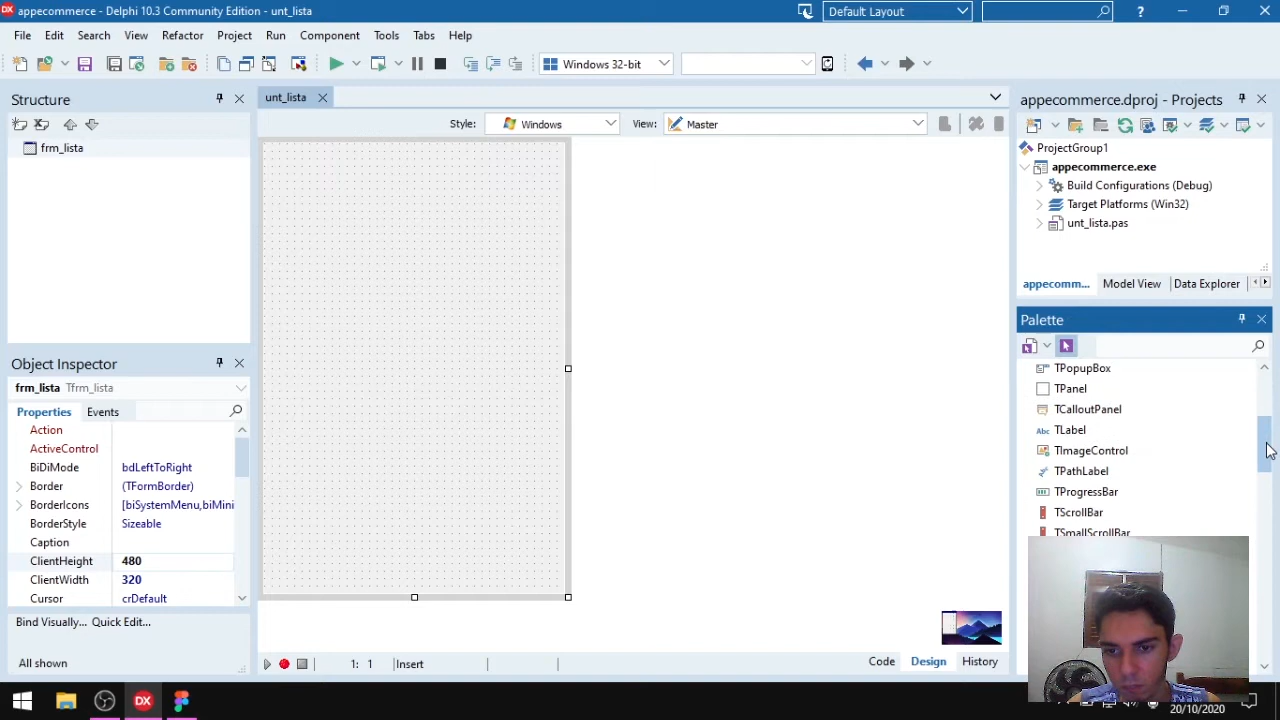 appecommerce - Delphi 10.3 Community Edition - unt_lista
Default Layout
?
File Edit Search View Refactor Project Run Component Tools Tabs Help
Windows 32-bit
Structure
frm_lista
unt_lista
Style: Windows View: Master
appecommerce.dproj - Projects
ProjectGroup1
appecommerce.exe
Build Configurations (Debug)
Target Platforms (Win32)
unt_lista.pas
appecomm... Model View Data Explorer
Palette
TPopupBox
TPanel
TCalloutPanel
TLabel
TImageControl
TPathLabel
TProgressBar
TScrollBar
TSmallScrollBar
Object Inspector
frm_lista Tfrm_lista
Properties Events
Action
ActiveControl
BiDiMode bdLeftToRight
Border (TFormBorder)
BorderIcons [biSystemMenu,biMini
BorderStyle Sizeable
Caption
ClientHeight 480
ClientWidth 320
Cursor crDefault
Bind Visually... Quick Edit...
All shown
1: 1 Insert
Code Design History
DX
20/10/2020